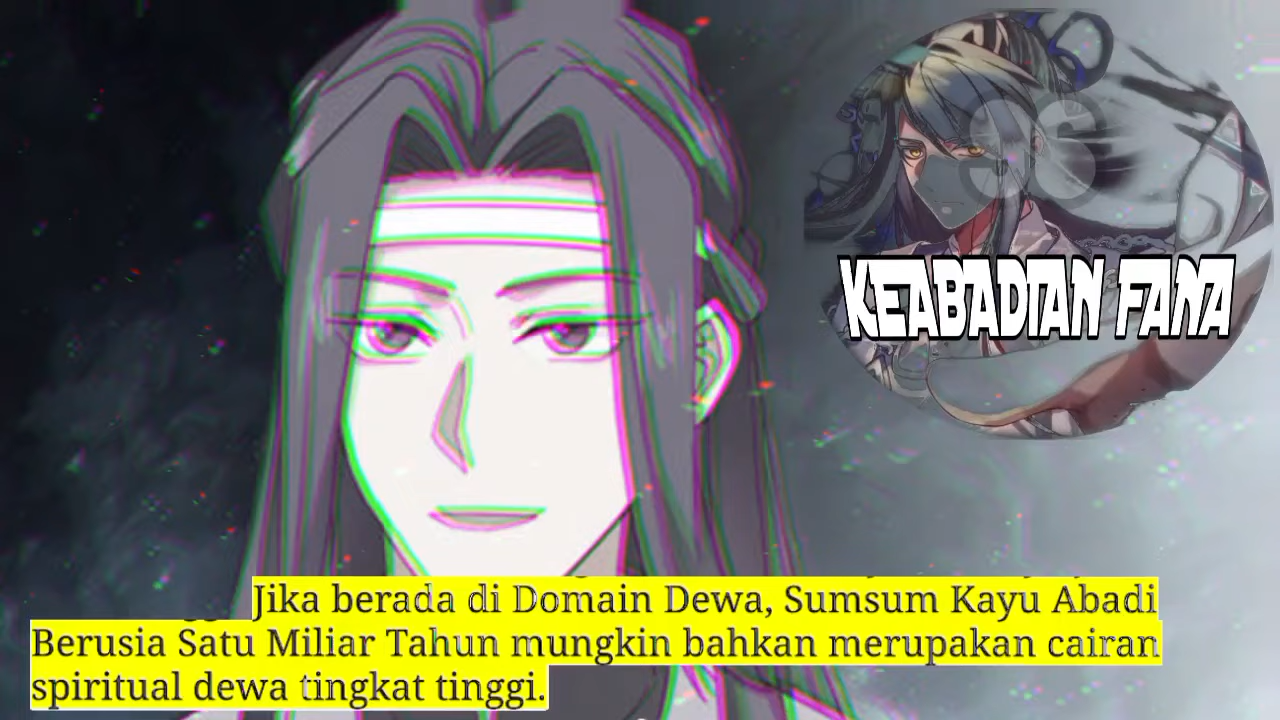 KEABADIAN FANA
Jika berada di Domain Dewa, Sumsum Kayu Abadi
Berusia Satu Miliar Tahun mungkin bahkan merupakan cairan
spiritual dewa tingkat tinggi.